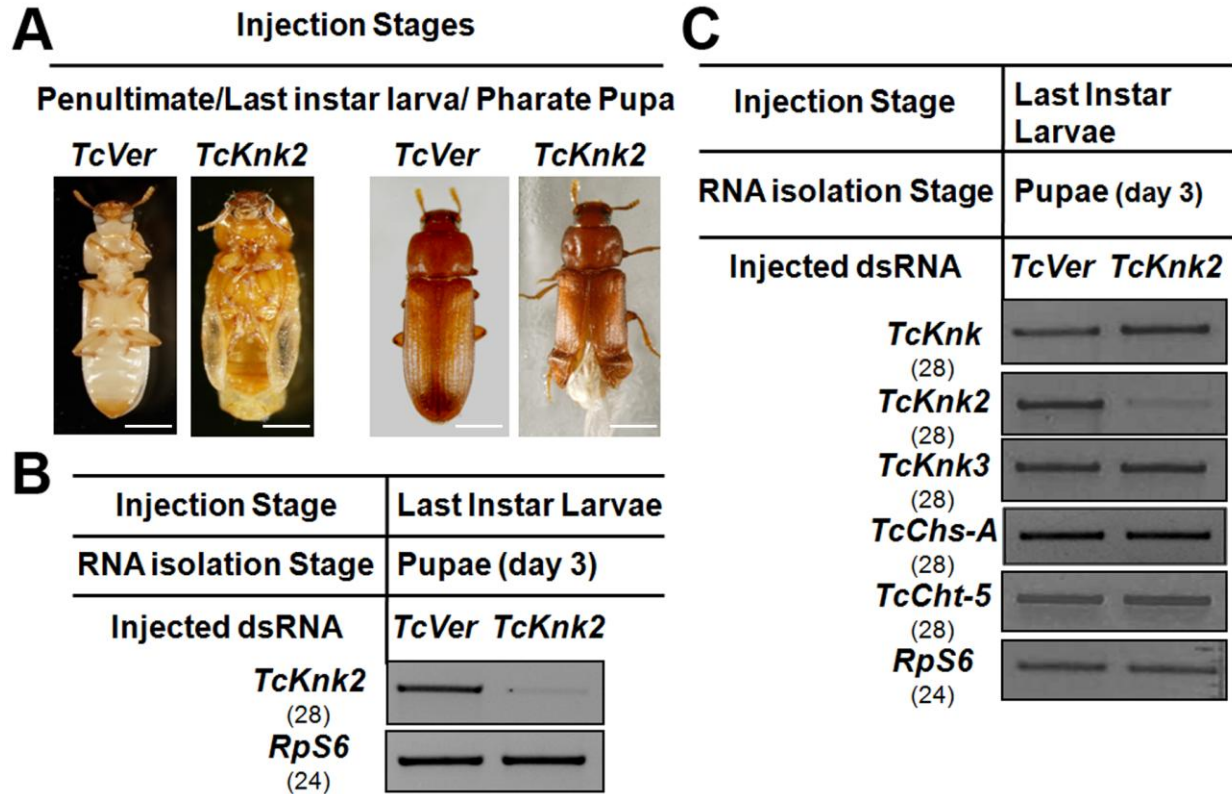 A
Injection Stages
Penultimate/Last instar larva/ Pharate Pupa
TcVer TcKnk2 TcVer TcKnk2
B
Injection Stage Last Instar Larvae
RNA isolation Stage Pupae (day 3)
Injected dsRNA TcVer TcKnk2
TcKnk2
(28)
RpS6
(24)
C
Injection Stage Last Instar
Larvae
RNA isolation Stage Pupae (day 3)
Injected dsRNA TcVer TcKnk2
TcKnk
(28)
TcKnk2
(28)
TcKnk3
(28)
TcChs-A
(28)
TcCht-5
(28)
RpS6
(24)